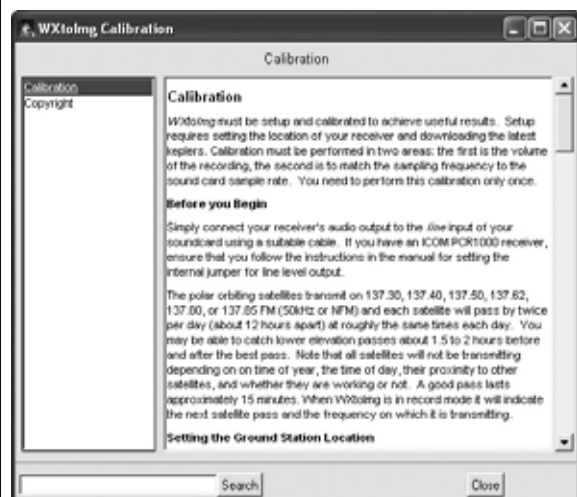 WXtoImg Calibration
Calibration
Calibration
Copyright
Calibration
WXtoImg must be setup and calibrated to achieve useful results. Setup
requires setting the location of your receiver and downloading the latest
keplers. Calibration must be performed in two areas: the first is the volume
of the recording, the second is to match the sampling frequency to the
sound card sample rate. You need to perform this calibration only once.
Before you Begin
Simply connect your receiver's audio output to the line input of your
soundcard using a suitable cable. If you have an ICOM PCR1000 receiver,
ensure that you follow the instructions in the manual for setting the
internal jumper for line level output.
The polar orbiting satellites transmit on 137.30, 137.40, 137.50, 137.62,
137.80, or 137.85 FM (50kHz or NFM) and each satellite will pass by twice
per day (about 12 hours apart) at roughly the same times each day. You
may be able to catch lower elevation passes about 1.5 to 2 hours before
and after the best pass. Note that all satellites will not be transmitting
depending on on time of year, the time of day, their proximity to other
satellites, and whether they are working or not. A good pass lasts
approximately 15 minutes. When WXtoImg is in record mode it will indicate
the next satellite pass and the frequency on which it is transmitting.
Setting the Ground Station Location
Search
Close